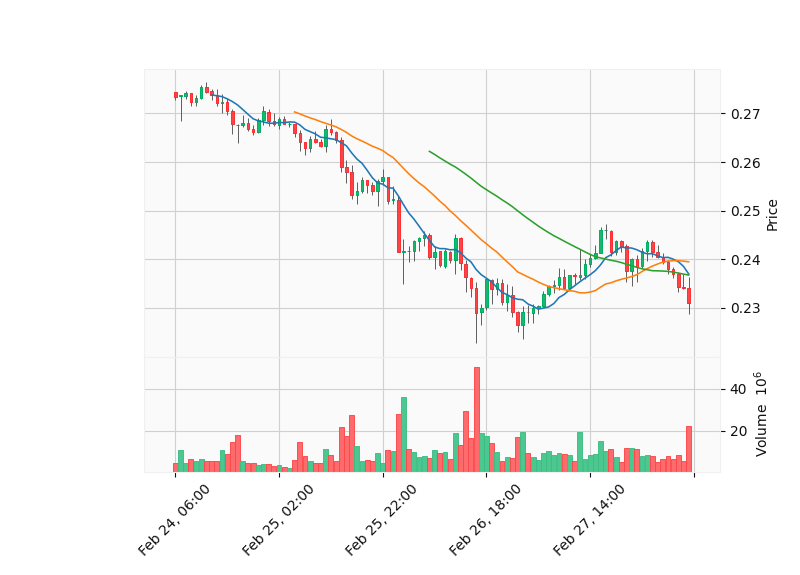 0.27
0.26
0.25
0.24
0.23
Price
40
20
Volume 10^6
Feb 24, 06:00
Feb 25, 02:00
Feb 25, 22:00
Feb 26, 18:00
Feb 27, 14:00